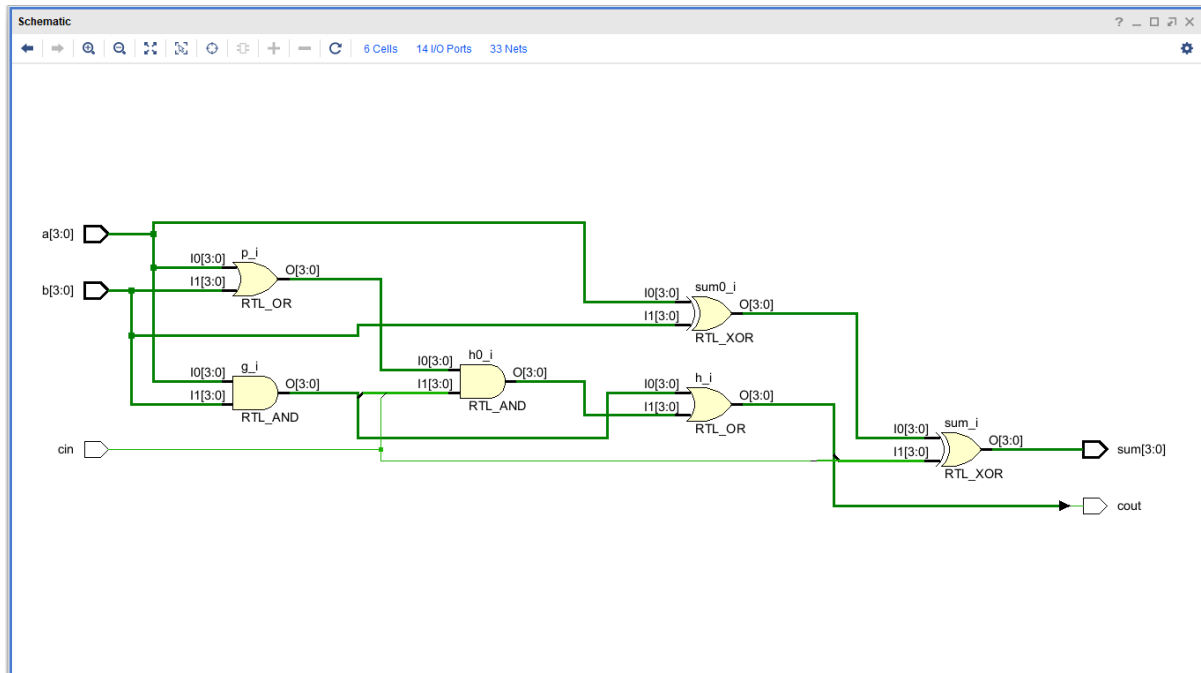 Schematic
6 Cells 14 I/O Ports 33 Nets
a[3:0]
b[3:0]
cin
p_i
I0[3:0]
I1[3:0]
O[3:0]
RTL_OR
g_i
I0[3:0]
I1[3:0]
O[3:0]
RTL_AND
h0_i
I0[3:0]
I1[3:0]
O[3:0]
RTL_AND
sum0_i
I0[3:0]
I1[3:0]
O[3:0]
RTL_XOR
h_i
I0[3:0]
I1[3:0]
O[3:0]
RTL_OR
sum_i
I0[3:0]
I1[3:0]
O[3:0]
RTL_XOR
sum[3:0]
cout